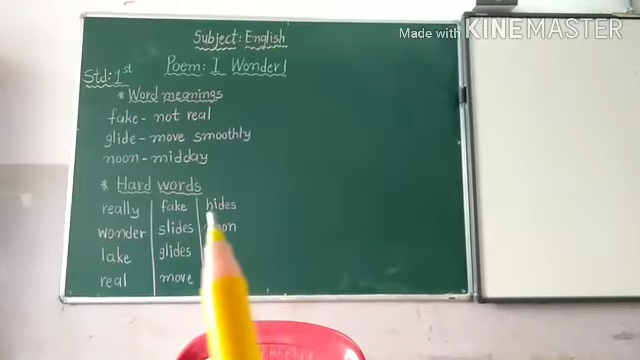 Made with KINEMASTER
Subject: English
Poem: I Wonder!
Std: 1st
* Word meanings
fake - not real
glide - move smoothly
noon - midday
* Hard words
really fake hides
wonder slides
lake glides
real move